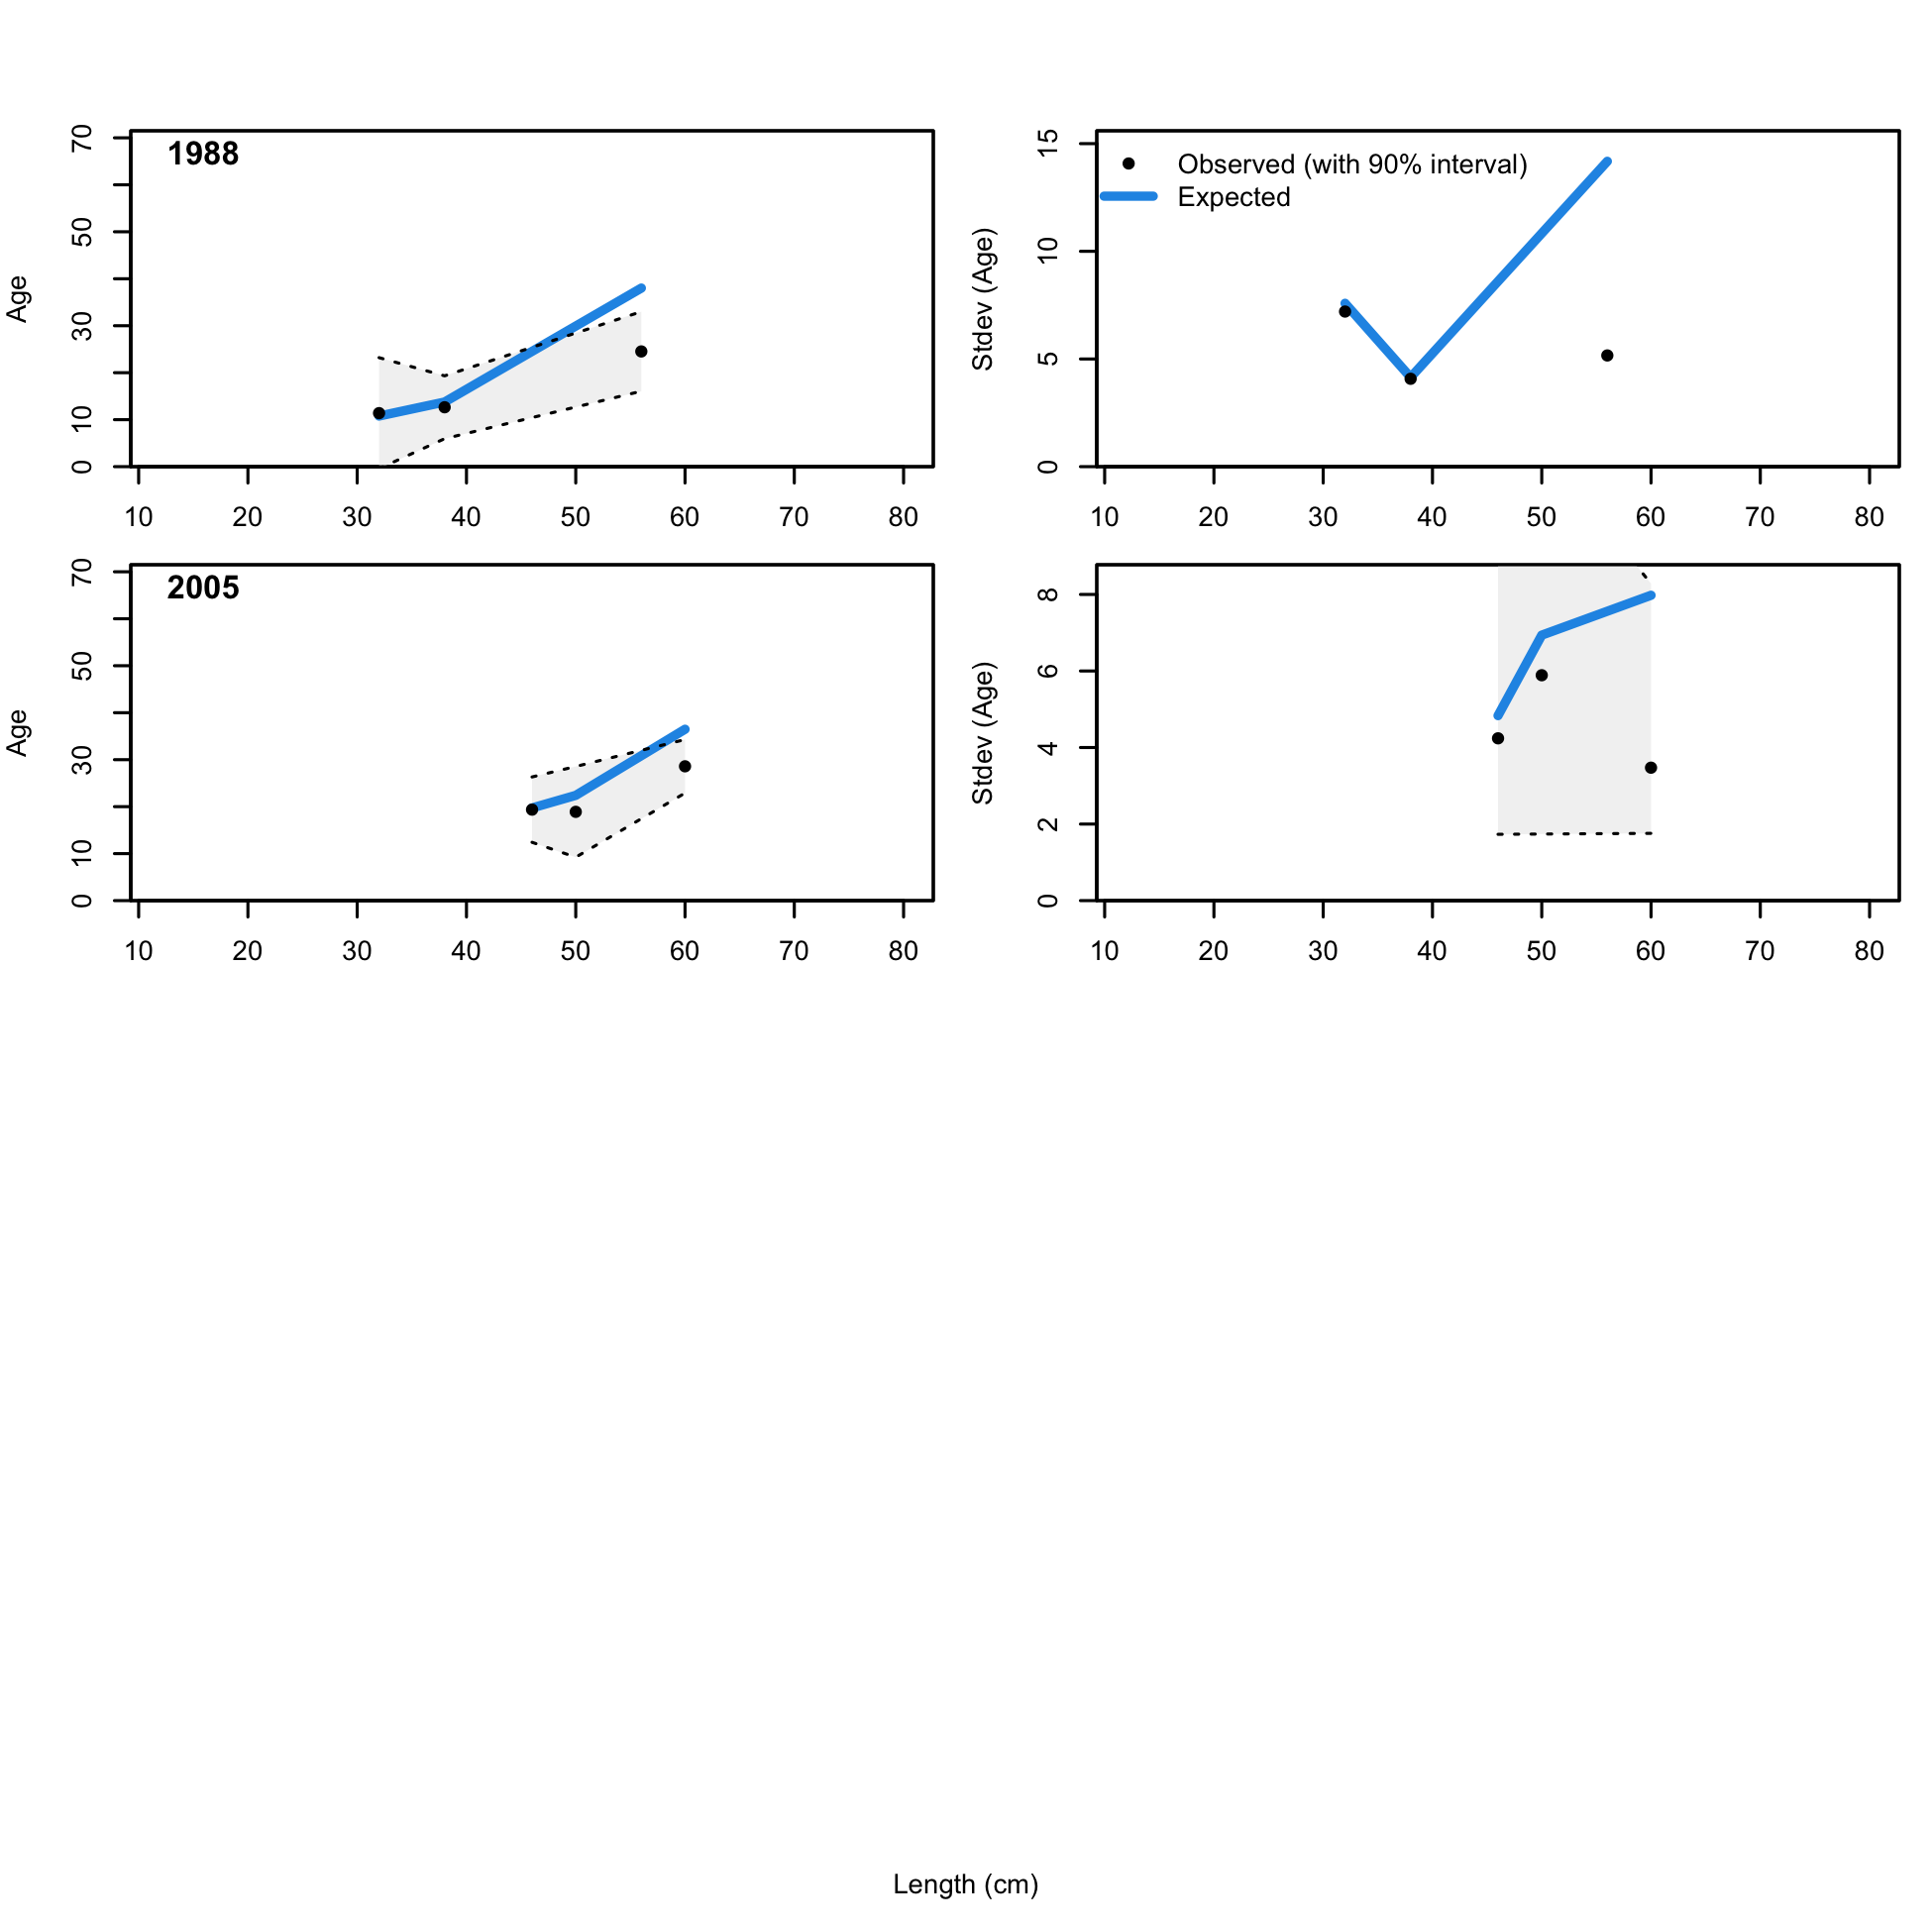 1988
Age
0 10 30 50 70
10 20 30 40 50 60 70 80
Observed (with 90% interval)
Expected
Stdev (Age)
0 5 10 15
10 20 30 40 50 60 70 80
2005
Age
0 10 30 50 70
10 20 30 40 50 60 70 80
Stdev (Age)
0 2 4 6 8
10 20 30 40 50 60 70 80
Length (cm)